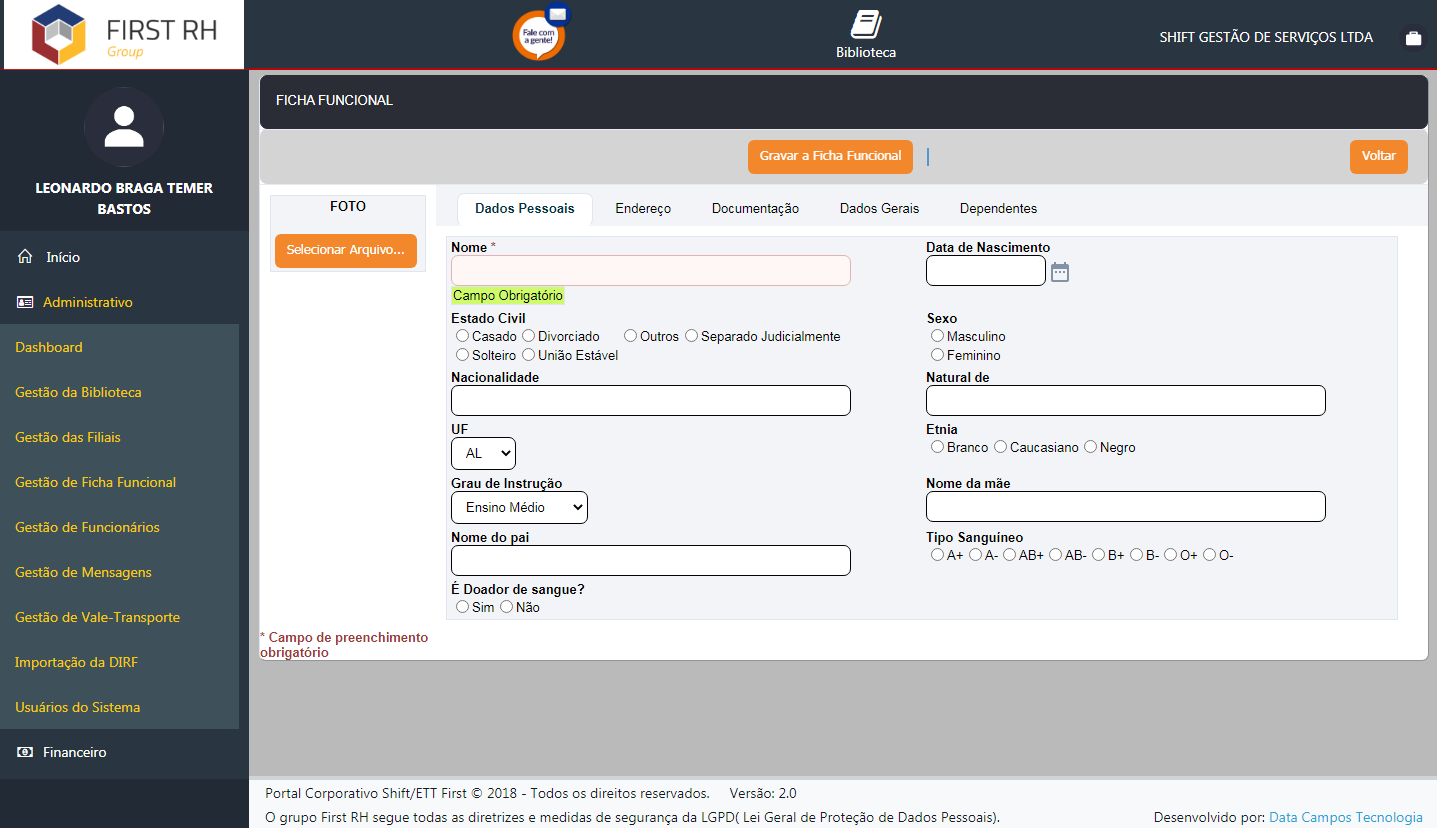 FIRST RH
Group
Fale com
a gente!
Biblioteca
SHIFT GESTÃO DE SERVIÇOS LTDA
LEONARDO BRAGA TEMER
BASTOS
Início
Administrativo
Dashboard
Gestão da Biblioteca
Gestão das Filiais
Gestão de Ficha Funcional
Gestão de Funcionários
Gestão de Mensagens
Gestão de Vale-Transporte
Importação da DIRF
Usuários do Sistema
Financeiro
FICHA FUNCIONAL
Gravar a Ficha Funcional
Voltar
FOTO
Selecionar Arquivo...
Dados Pessoais Endereço Documentação Dados Gerais Dependentes
Nome * Data de Nascimento
Campo Obrigatório
Estado Civil Sexo
Casado Divorciado Outros Separado Judicialmente Masculino
Solteiro União Estável Feminino
Nacionalidade Natural de
UF Etnia
AL Branco Caucasiano Negro
Grau de Instrução Nome da mãe
Ensino Médio
Nome do pai Tipo Sanguíneo
A+ A- AB+ AB- B+ B- O+ O-
É Doador de sangue?
Sim Não
* Campo de preenchimento
obrigatório
Portal Corporativo Shift/ETT First © 2018 - Todos os direitos reservados. Versão: 2.0
O grupo First RH segue todas as diretrizes e medidas de segurança da LGPD( Lei Geral de Proteção de Dados Pessoais). Desenvolvido por: Data Campos Tecnologia